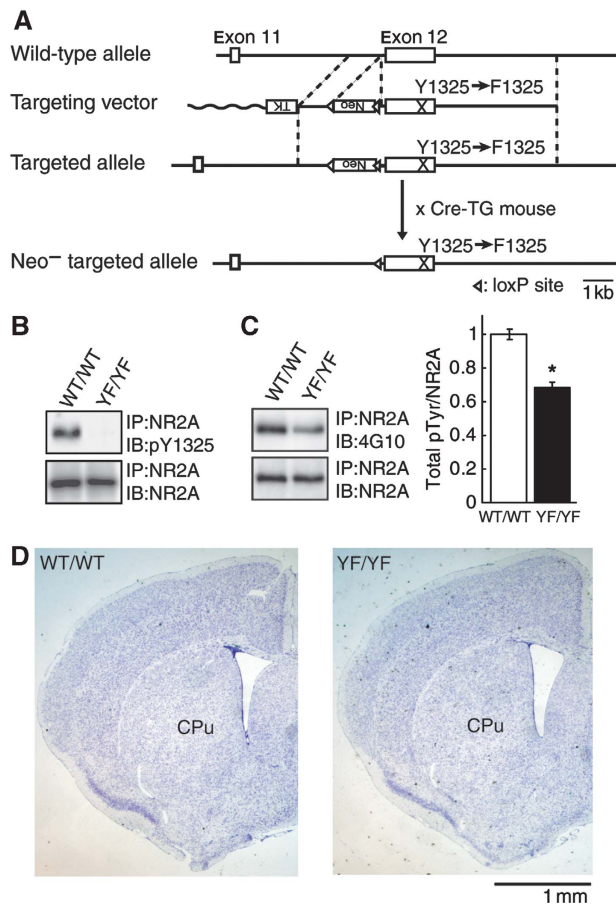 A
Exon 11 Exon 12
Wild-type allele
Y1325→F1325
Targeting vector
TK Neo X
Y1325→F1325
Targeted allele
Neo X
x Cre-TG mouse
Y1325→F1325
Neo− targeted allele
X
◁: loxP site
1 kb
B
WT/WT YF/YF
IP:NR2A
IB:pY1325
IP:NR2A
IB:NR2A
C
WT/WT YF/YF
IP:NR2A
IB:4G10
IP:NR2A
IB:NR2A
Total pTyr/NR2A
1
0.8
0.6
0.4
0.2
0
*
WT/WT YF/YF
D
WT/WT
CPu
YF/YF
CPu
1 mm